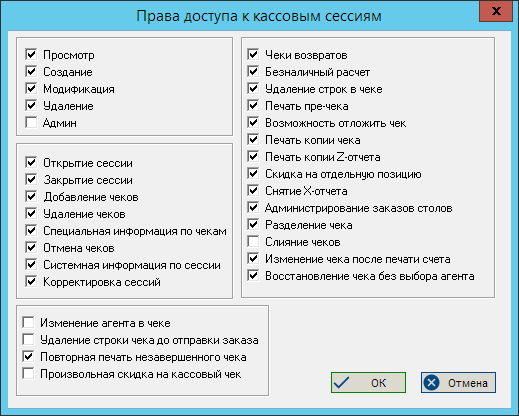 Права доступа к кассовым сессиям
x
Просмотр
Создание
Модификация
Удаление
Админ
Открытие сессии
Закрытие сессии
Добавление чеков
Удаление чеков
Специальная информация по чекам
Отмена чеков
Системная информация по сессии
Корректировка сессий
Чеки возвратов
Безналичный расчет
Удаление строк в чеке
Печать пре-чека
Возможность отложить чек
Печать копии чека
Печать копии Z-отчета
Скидка на отдельную позицию
Снятие X-отчета
Администрирование заказов столов
Разделение чека
Слияние чеков
Изменение чека после печати счета
Восстановление чека без выбора агента
Изменение агента в чеке
Удаление строки чека до отправки заказа
Повторная печать незавершенного чека
Произвольная скидка на кассовый чек
ОК
Отмена